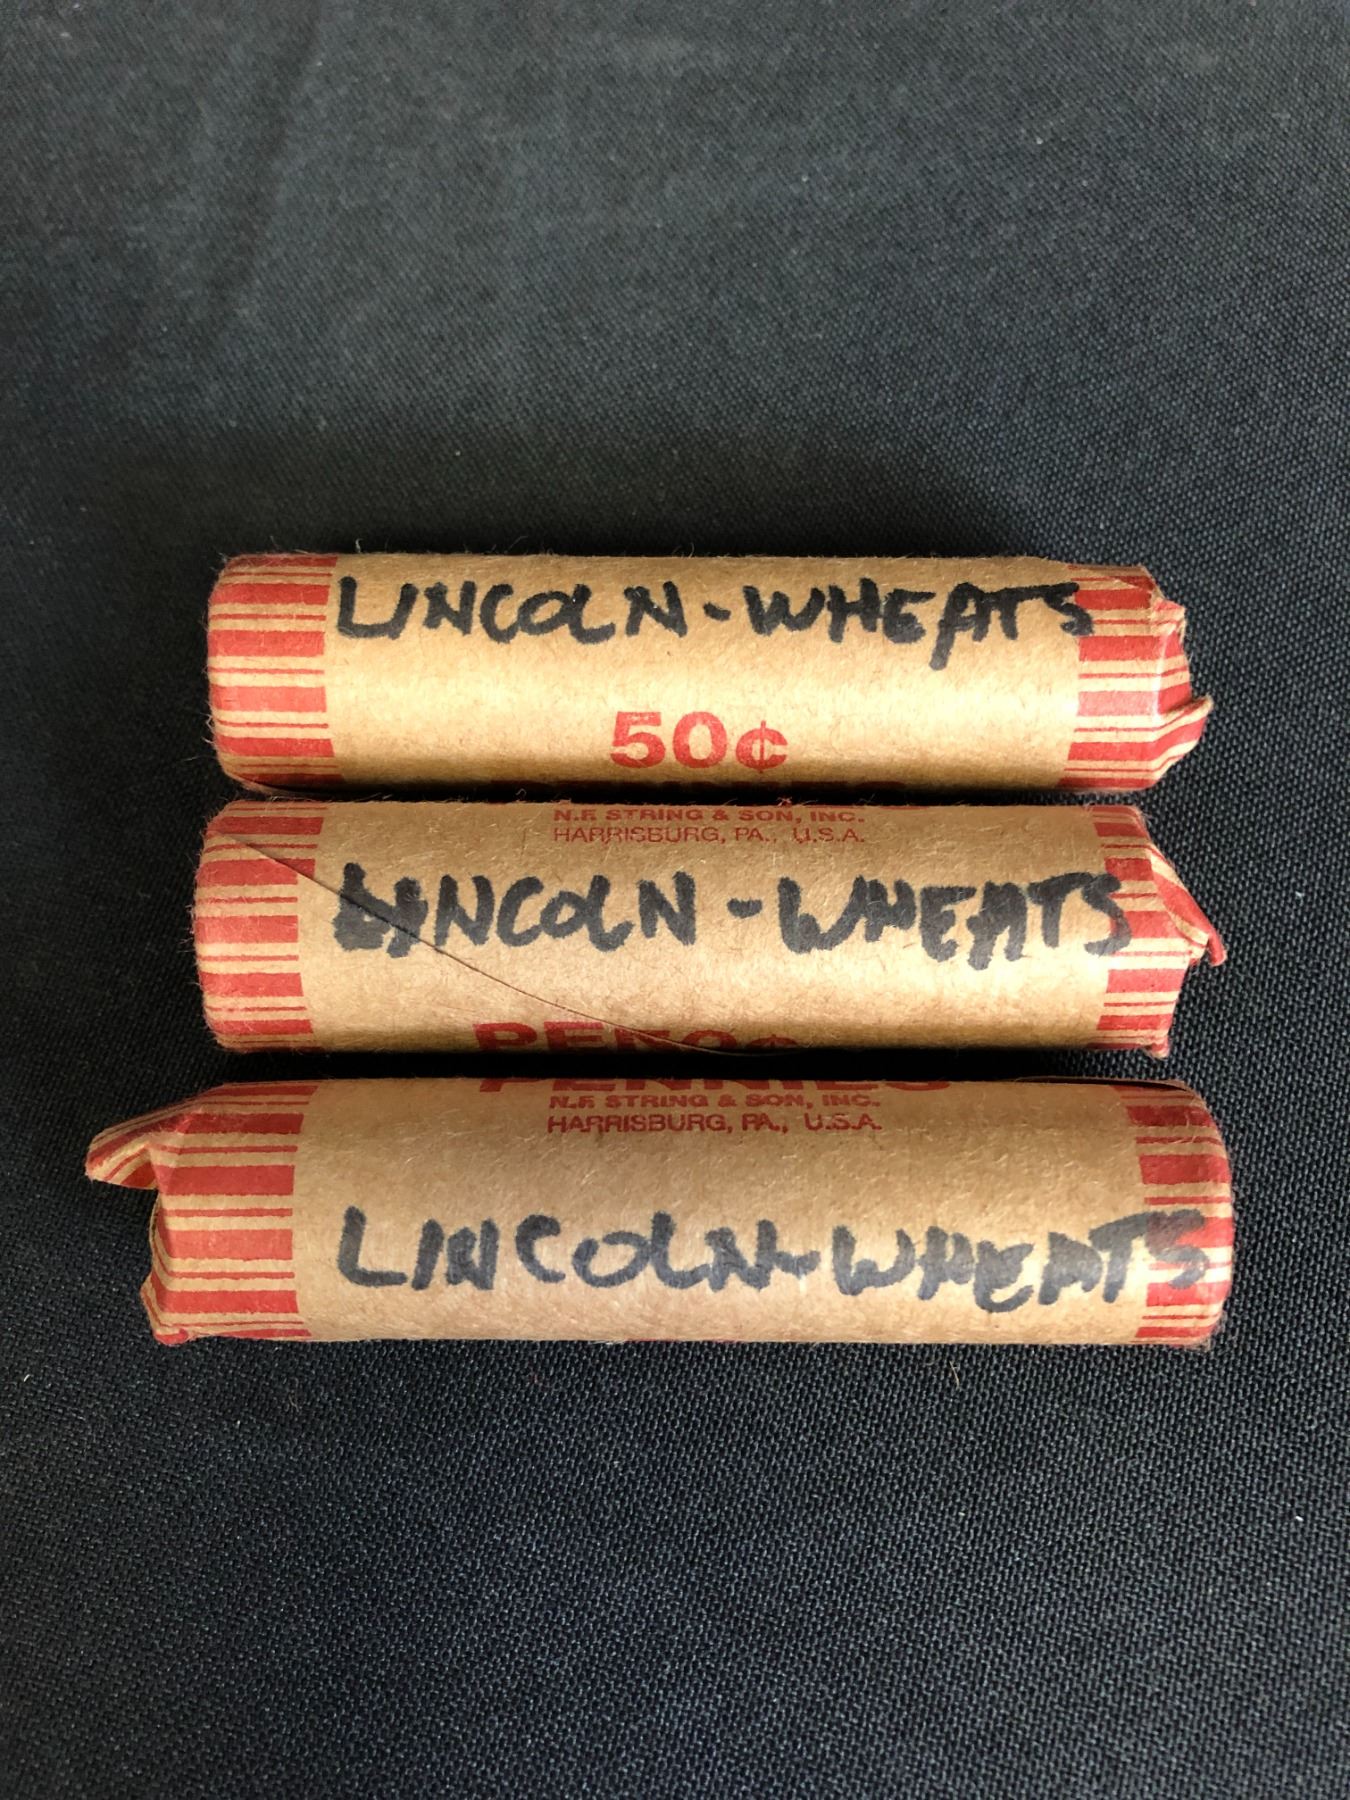 LINCOLN-WHEATS
50¢
N.F. STRING & SON, INC.
HARRISBURG, PA., U.S.A.
LINCOLN-WHEATS
PENNIES
N.F. STRING & SON, INC.
HARRISBURG, PA., U.S.A.
LINCOLN-WHEATS